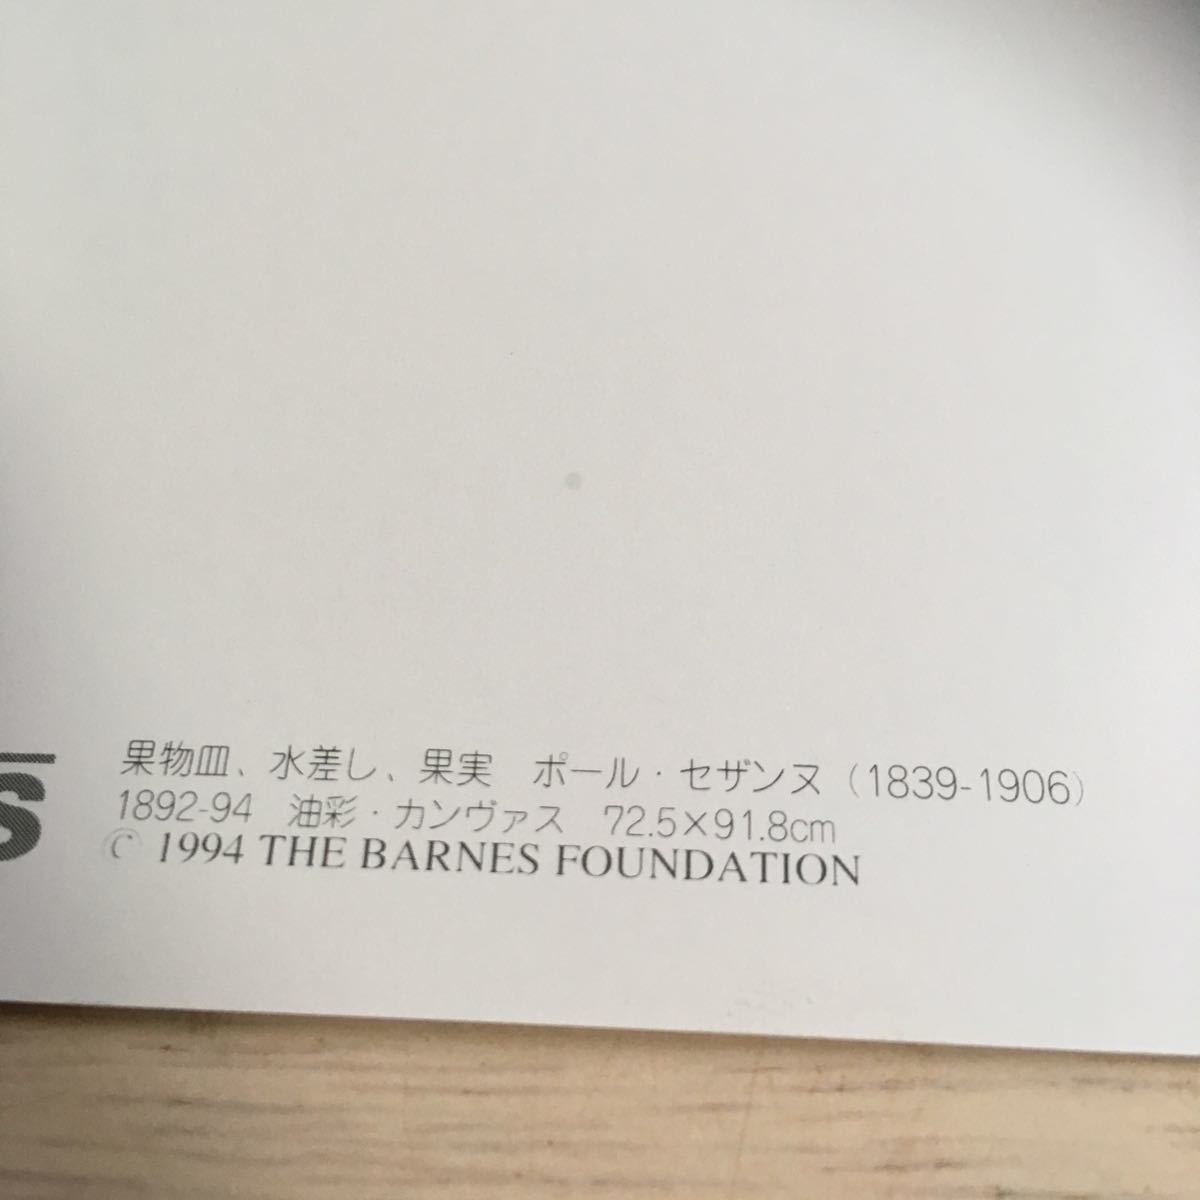 果物皿、水差し、果実　ポール・セザンヌ（1839-1906）
1892-94　油彩・カンヴァス　72.5×91.8cm
© 1994 THE BARNES FOUNDATION
S